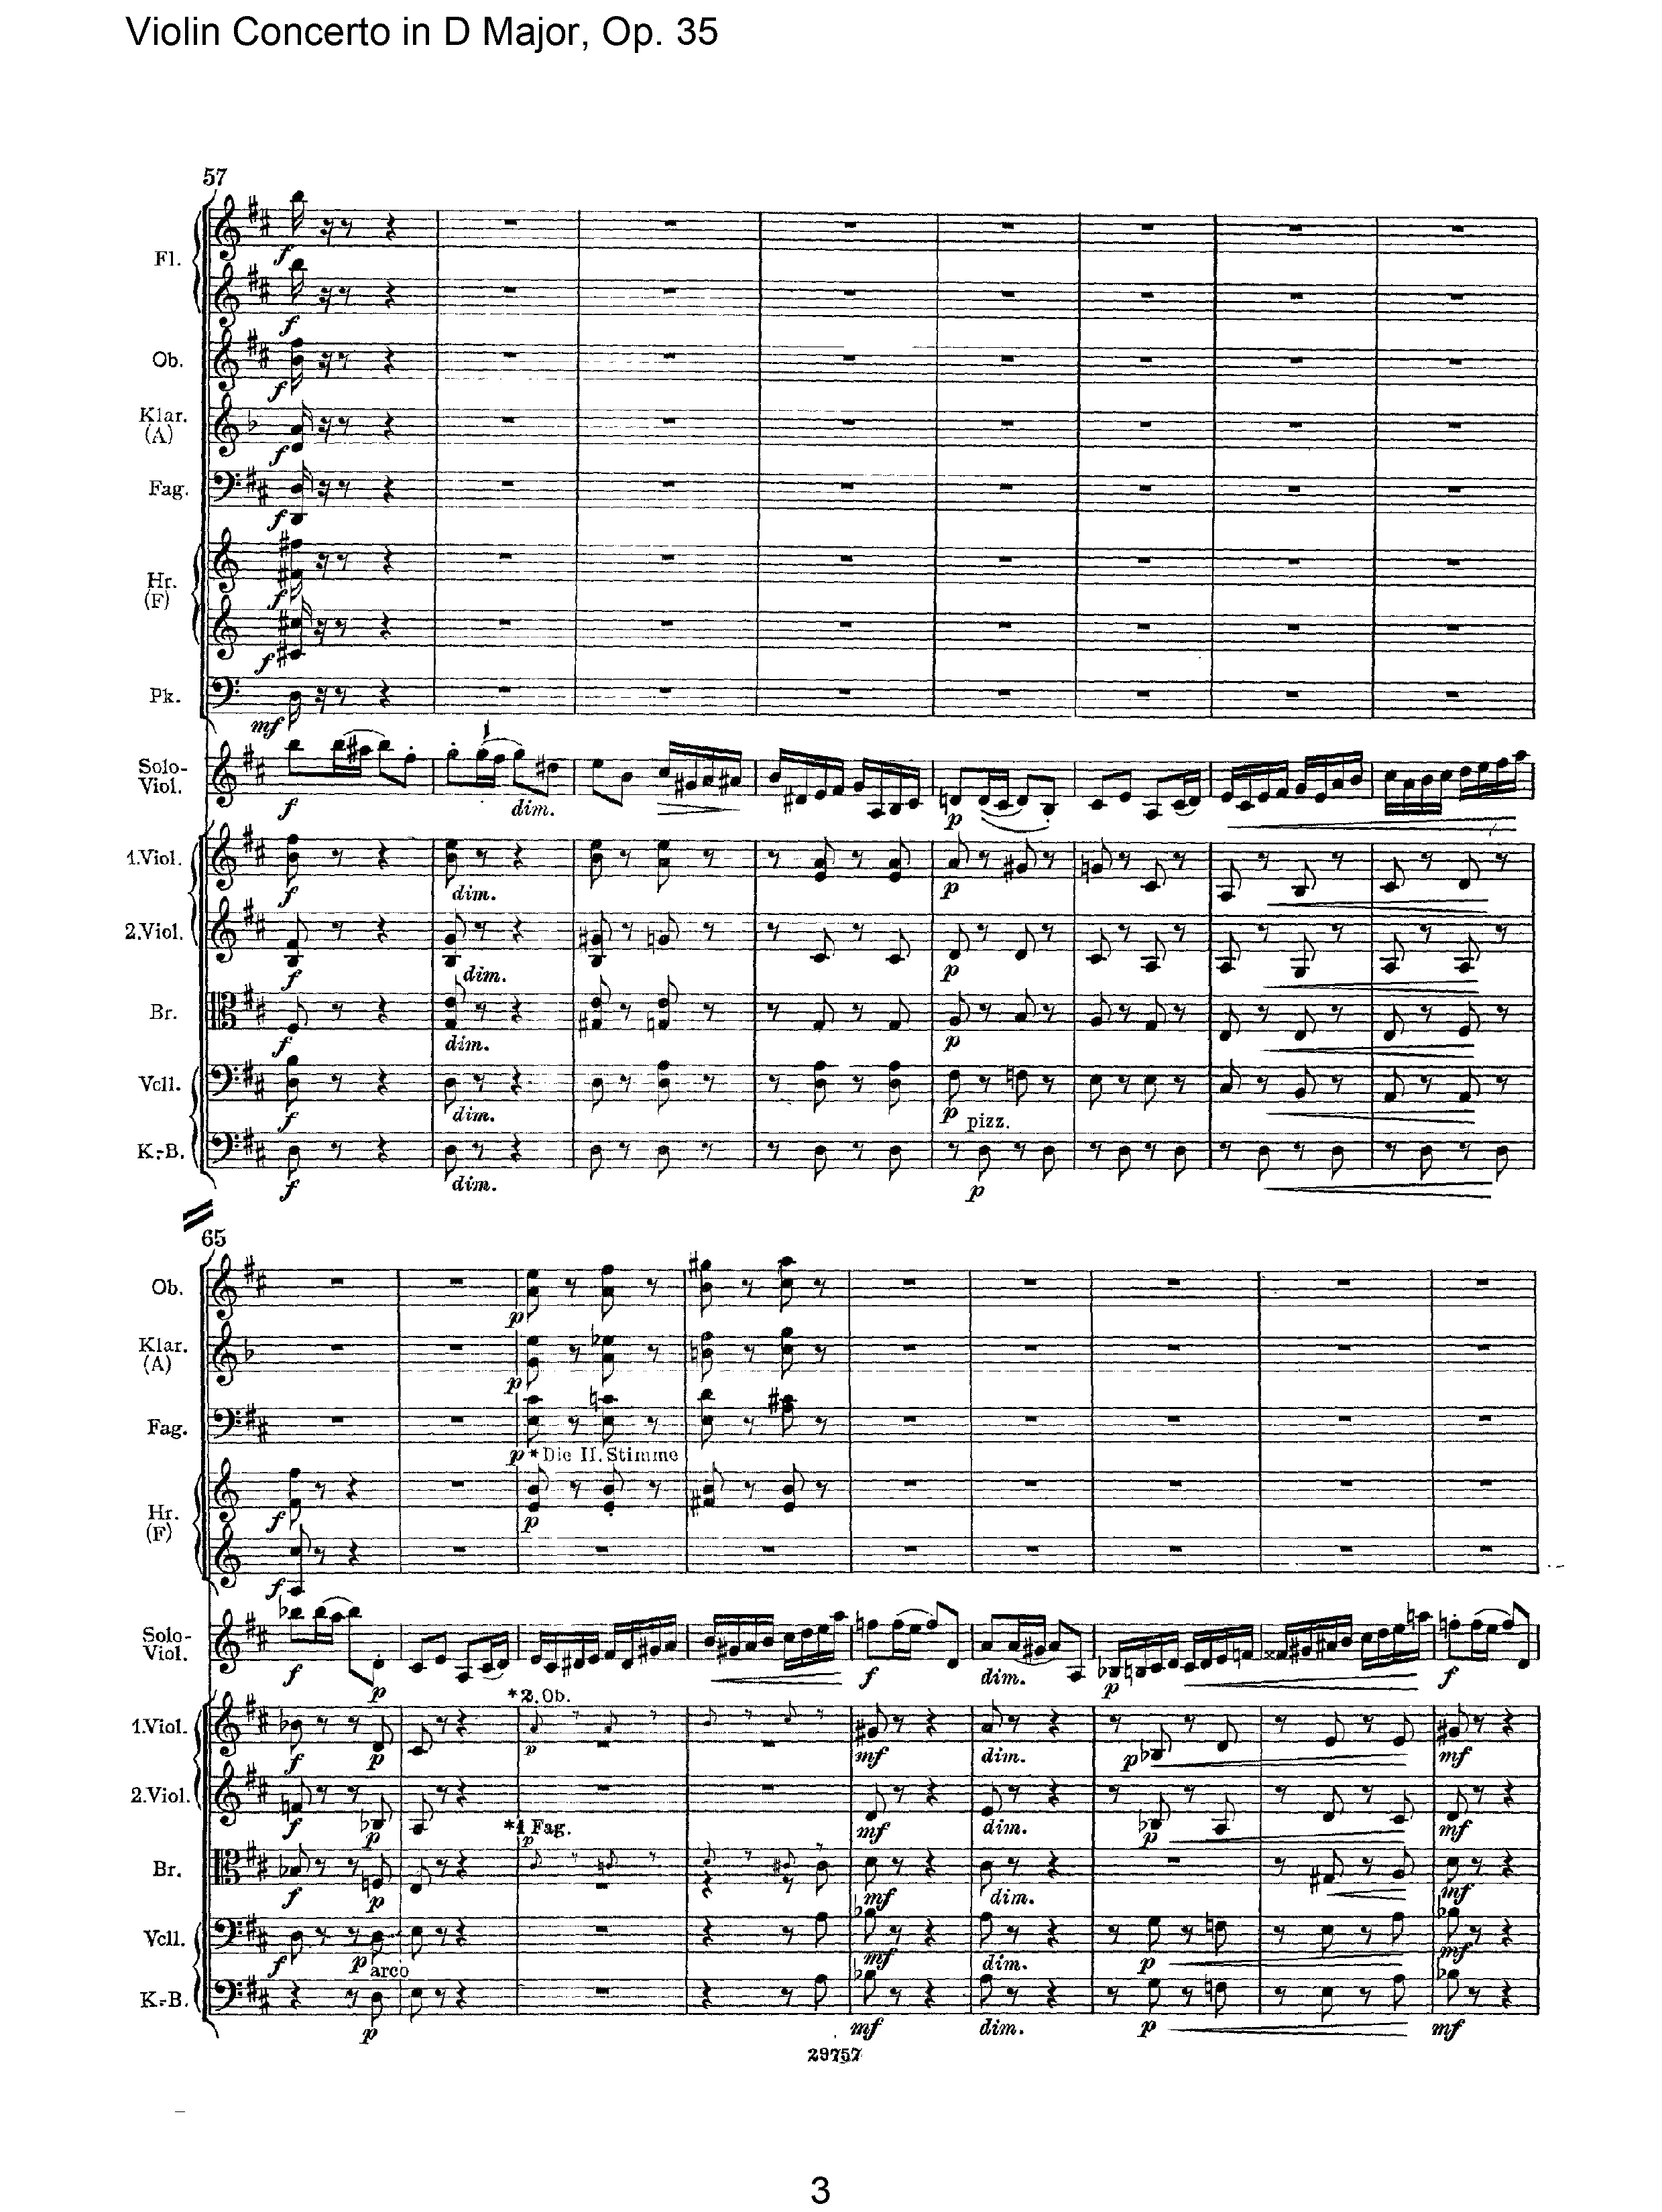 Violin Concerto in D Major, Op. 35
57
Fl.
f
f
Ob.
f
Klar.
(A)
f
Fag.
f
Hr.
(F)
f
f
Pk.
mf
Solo-
Viol.
f
dim.
p
1.Viol.
f
dim.
p
2.Viol.
f
dim.
p
Br.
f
dim.
p
Vcll.
f
dim.
p
pizz.
K.-B.
f
dim.
p
65
Ob.
p
Klar.
(A)
p
Fag.
p *Die II. Stimme
Hr.
(F)
f
p
f
Solo-
Viol.
f
p
f
dim.
p
f
*2. Ob.
1.Viol.
f
p
p
mf
dim.
p
mf
2.Viol.
f
p
mf
dim.
p
mf
*1 Fag.
p
Br.
f
p
mf
dim.
mf
Vcll.
f
p
mf
dim.
p
mf
arco
K.-B.
p
mf
dim.
p
mf
29757
3